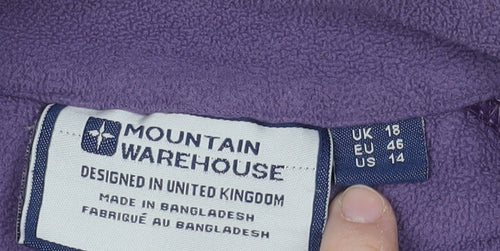 MOUNTAIN
WAREHOUSE
DESIGNED IN UNITED KINGDOM
MADE IN BANGLADESH
FABRIQUÉ AU BANGLADESH
UK 18
EU 46
US 14